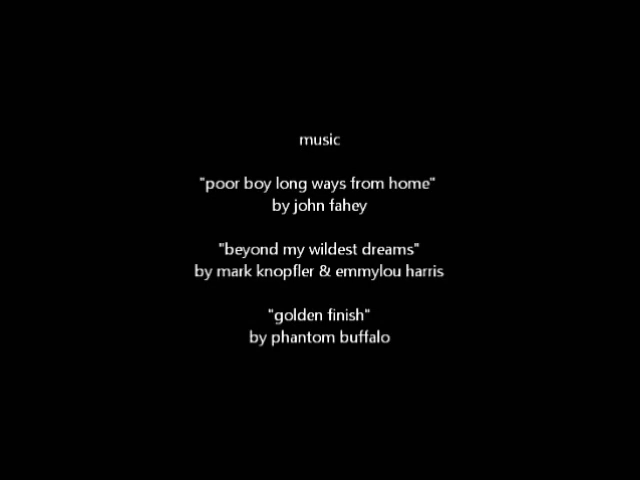 music
"poor boy long ways from home"
by john fahey
"beyond my wildest dreams"
by mark knopfler & emmylou harris
"golden finish"
by phantom buffalo